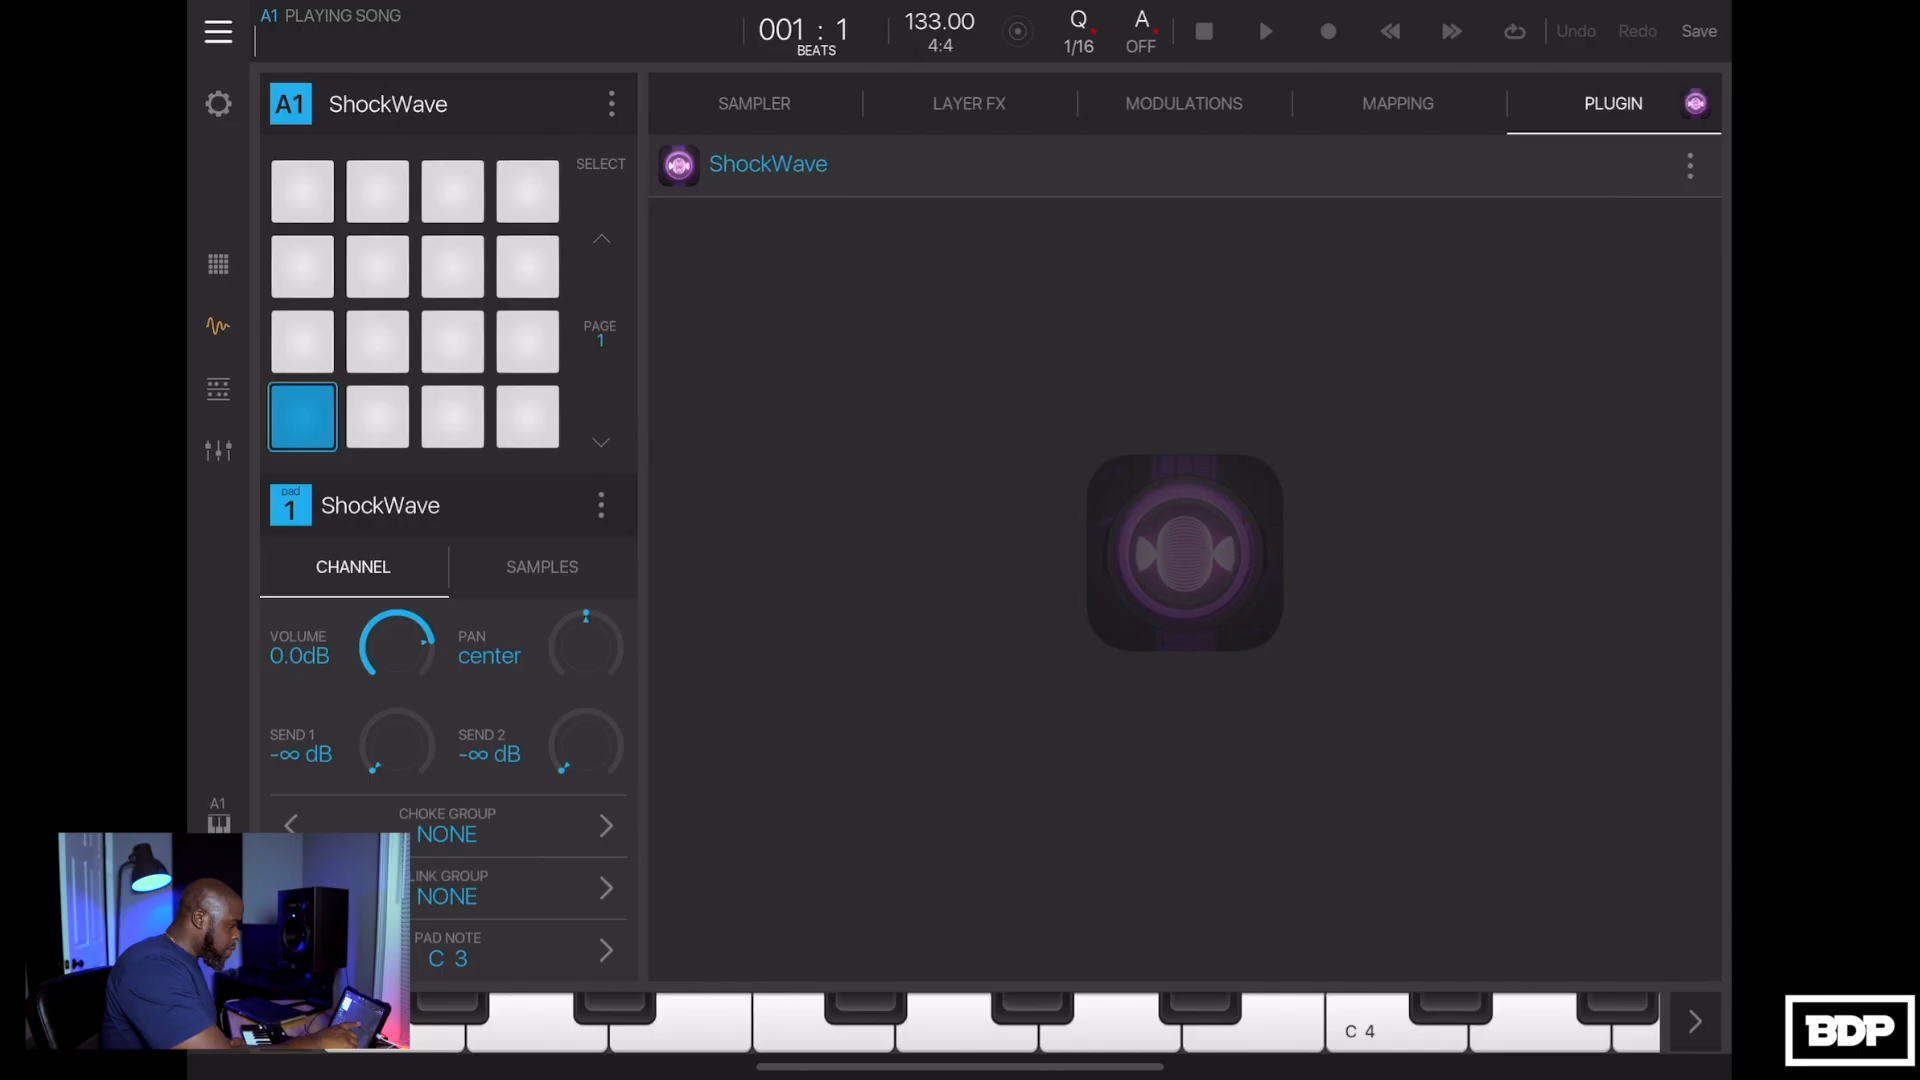 A1 PLAYING SONG
001 : 1
BEATS
133.00
4:4
Q
1/16
A
OFF
Undo
Redo
Save
A1 ShockWave
SELECT
PAGE
1
SAMPLER
LAYER FX
MODULATIONS
MAPPING
PLUGIN
ShockWave
pad
1
ShockWave
CHANNEL
SAMPLES
VOLUME
0.0dB
PAN
center
SEND 1
-∞ dB
SEND 2
-∞ dB
CHOKE GROUP
NONE
LINK GROUP
NONE
PAD NOTE
C 3
A1
C 4
BDP